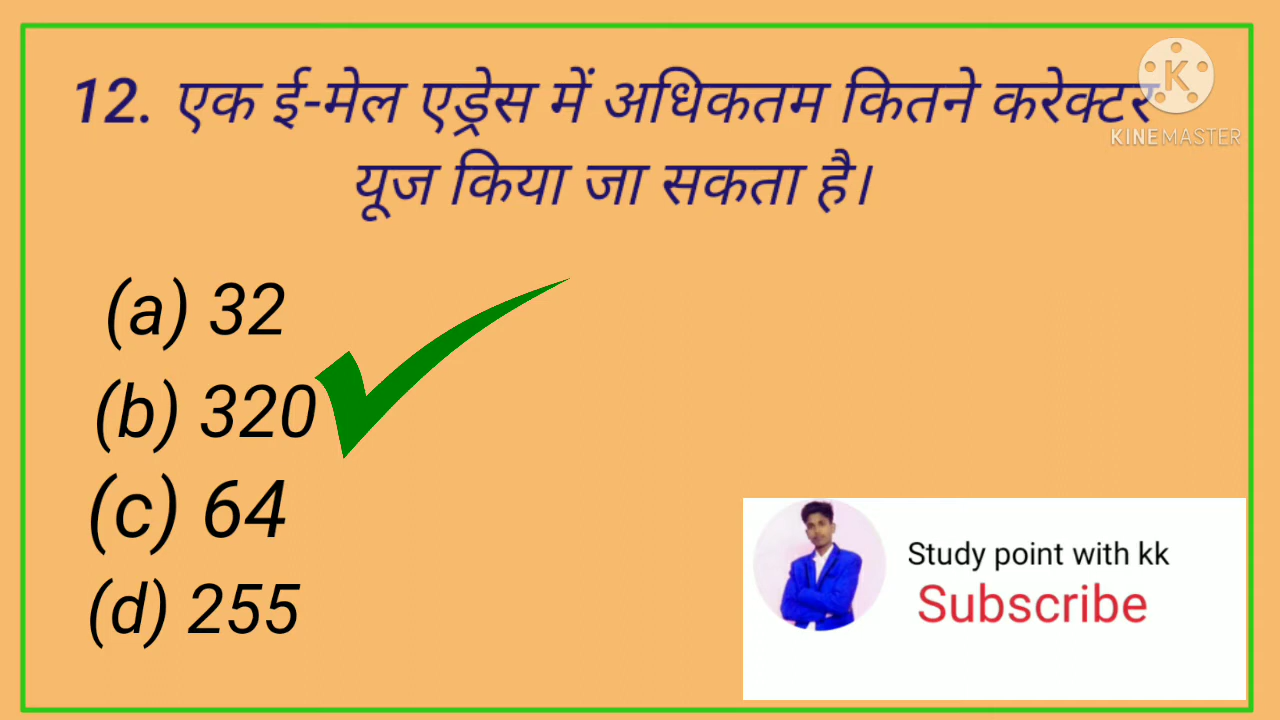 12. एक ई-मेल एड्रेस में अधिकतम कितने करेक्टर
यूज किया जा सकता है।
K
KINEMASTER
(a) 32
(b) 320
(c) 64
(d) 255
Study point with kk
Subscribe